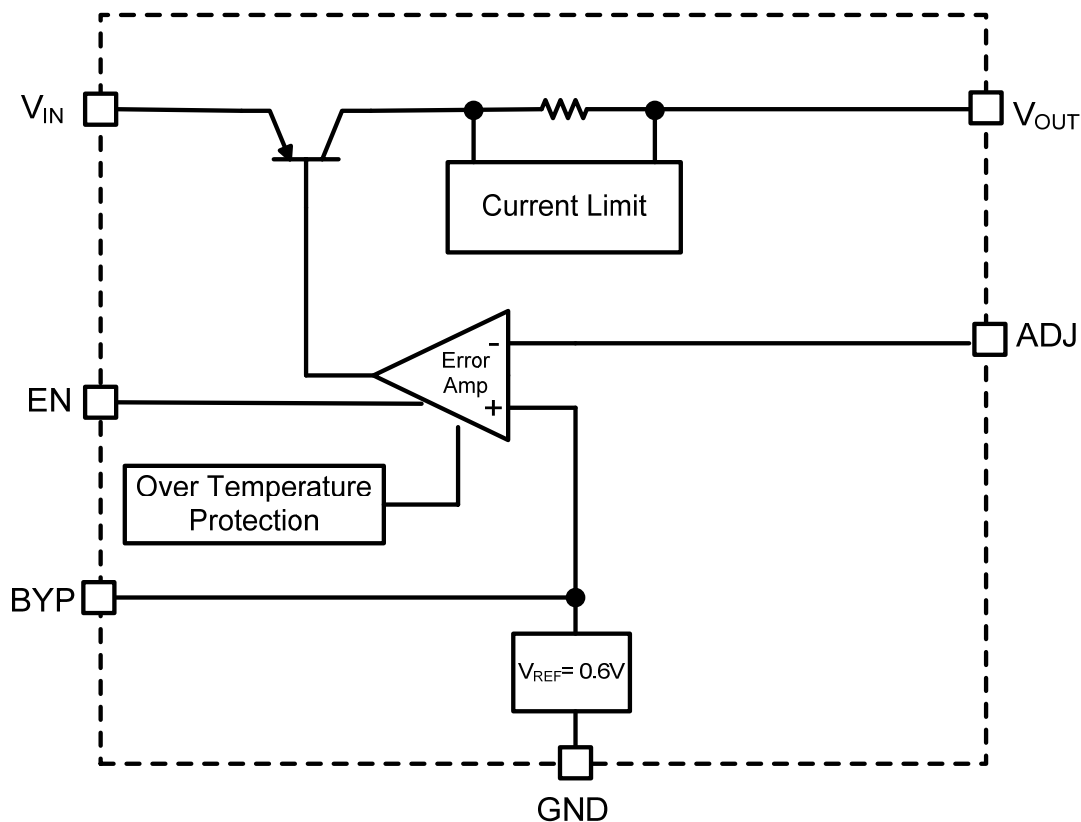 VIN
VOUT
Current Limit
ADJ
-
Error
Amp
+
EN
Over Temperature
Protection
BYP
VREF= 0.6V
GND